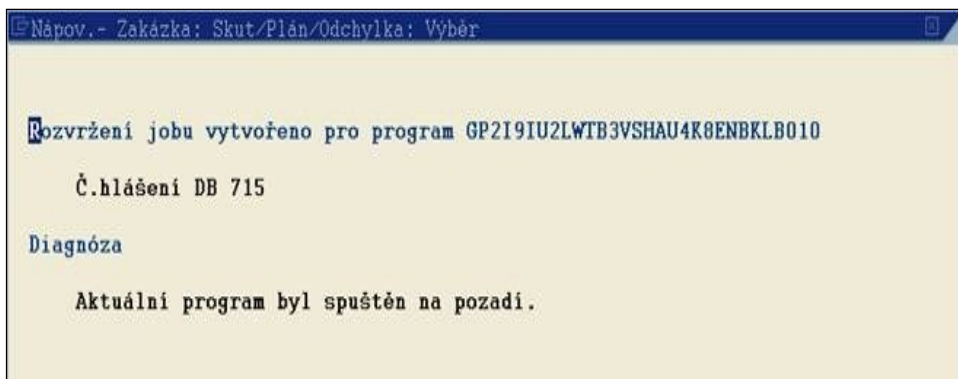 Nápov.- Zakázka: Skut/Plán/Odchylka: Výběr
Rozvržení jobu vytvořeno pro program GP2I9IU2LWTB3VSHAU4K8ENBKLB010
Č.hlášení DB 715
Diagnóza
Aktuální program byl spuštěn na pozadí.